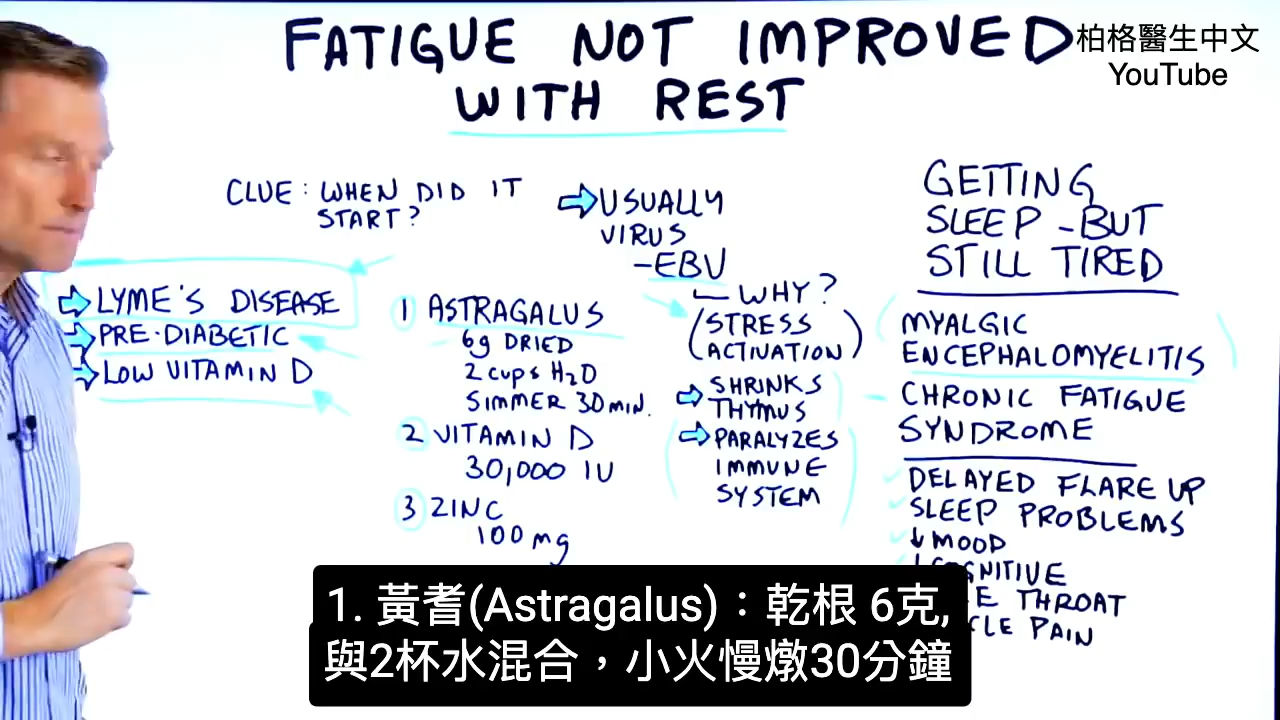 FATIGUE NOT IMPROVED
WITH REST
柏格醫生中文
YouTube
CLUE: WHEN DID IT
START?
LYME'S DISEASE
PRE-DIABETIC
LOW VITAMIN D
1 ASTRAGALUS
6g DRIED
2 cups H2O
SIMMER 30 MIN.
2 VITAMIN D
30,000 IU
3 ZINC
100 mg
USUALLY
VIRUS
-EBV
WHY?
(STRESS
ACTIVATION)
SHRINKS
THYMUS
PARALYZES
IMMUNE
SYSTEM
GETTING
SLEEP-BUT
STILL TIRED
MYALGIC
ENCEPHALOMYELITIS
CHRONIC FATIGUE
SYNDROME
DELAYED FLARE UP
SLEEP PROBLEMS
↓MOOD
THROAT
PAIN
1. 黃耆(Astragalus)：乾根 6克,
與2杯水混合，小火慢燉30分鐘